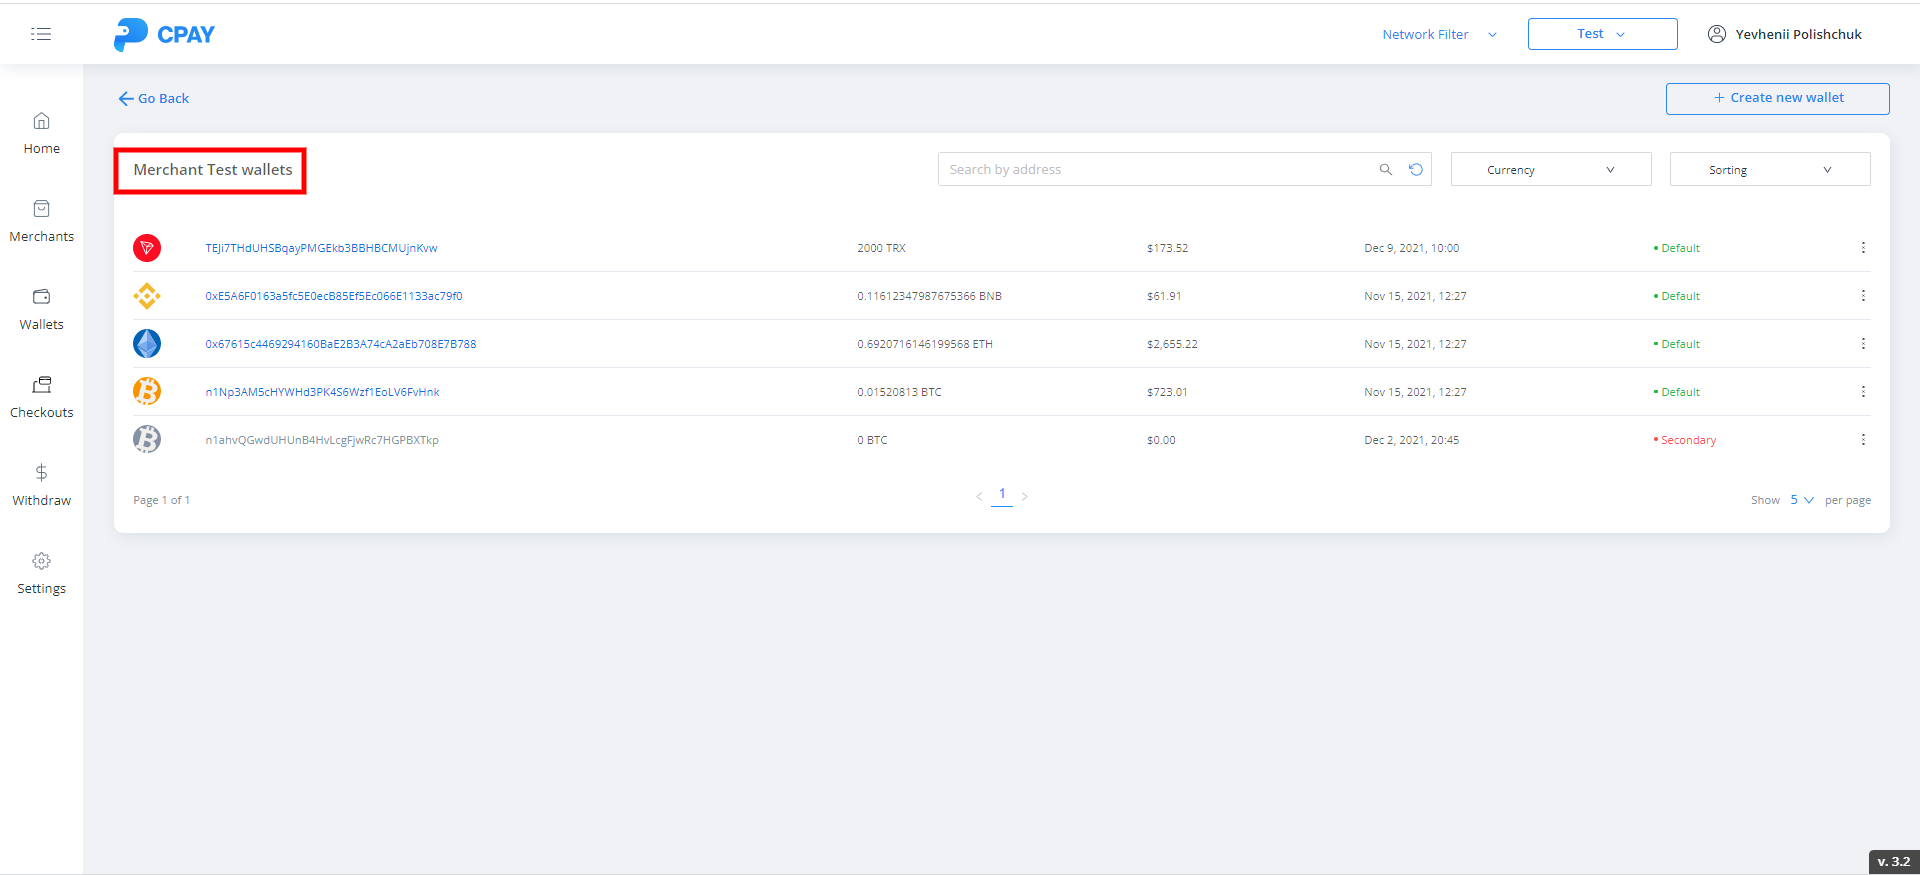 CPAY
Network Filter
Test
Yevhenii Polishchuk
Go Back
+ Create new wallet
Home
Merchants
Wallets
Checkouts
Withdraw
Settings
Merchant Test wallets
Search by address
Currency
Sorting
TEJi7THdUHSBqayPMGEkb3BBHBCMUjnKvw 2000 TRX $173.52 Dec 9, 2021, 10:00 Default
0xE5A6F0163a5fc5E0ecB85Ef5Ec066E1133ac79f0 0.11612347987675366 BNB $61.91 Nov 15, 2021, 12:27 Default
0x67615c4469294160BaE2B3A74cA2aEb708E7B788 0.6920716146199568 ETH $2,655.22 Nov 15, 2021, 12:27 Default
n1Np3AM5cHYWHd3PK4S6Wzf1EoLV6FvHnk 0.01520813 BTC $723.01 Nov 15, 2021, 12:27 Default
n1ahvQGwdUHUnB4HvLcgFjwRc7HGPBXTkp 0 BTC $0.00 Dec 2, 2021, 20:45 Secondary
Page 1 of 1
< 1 >
Show 5 per page
v. 3.2